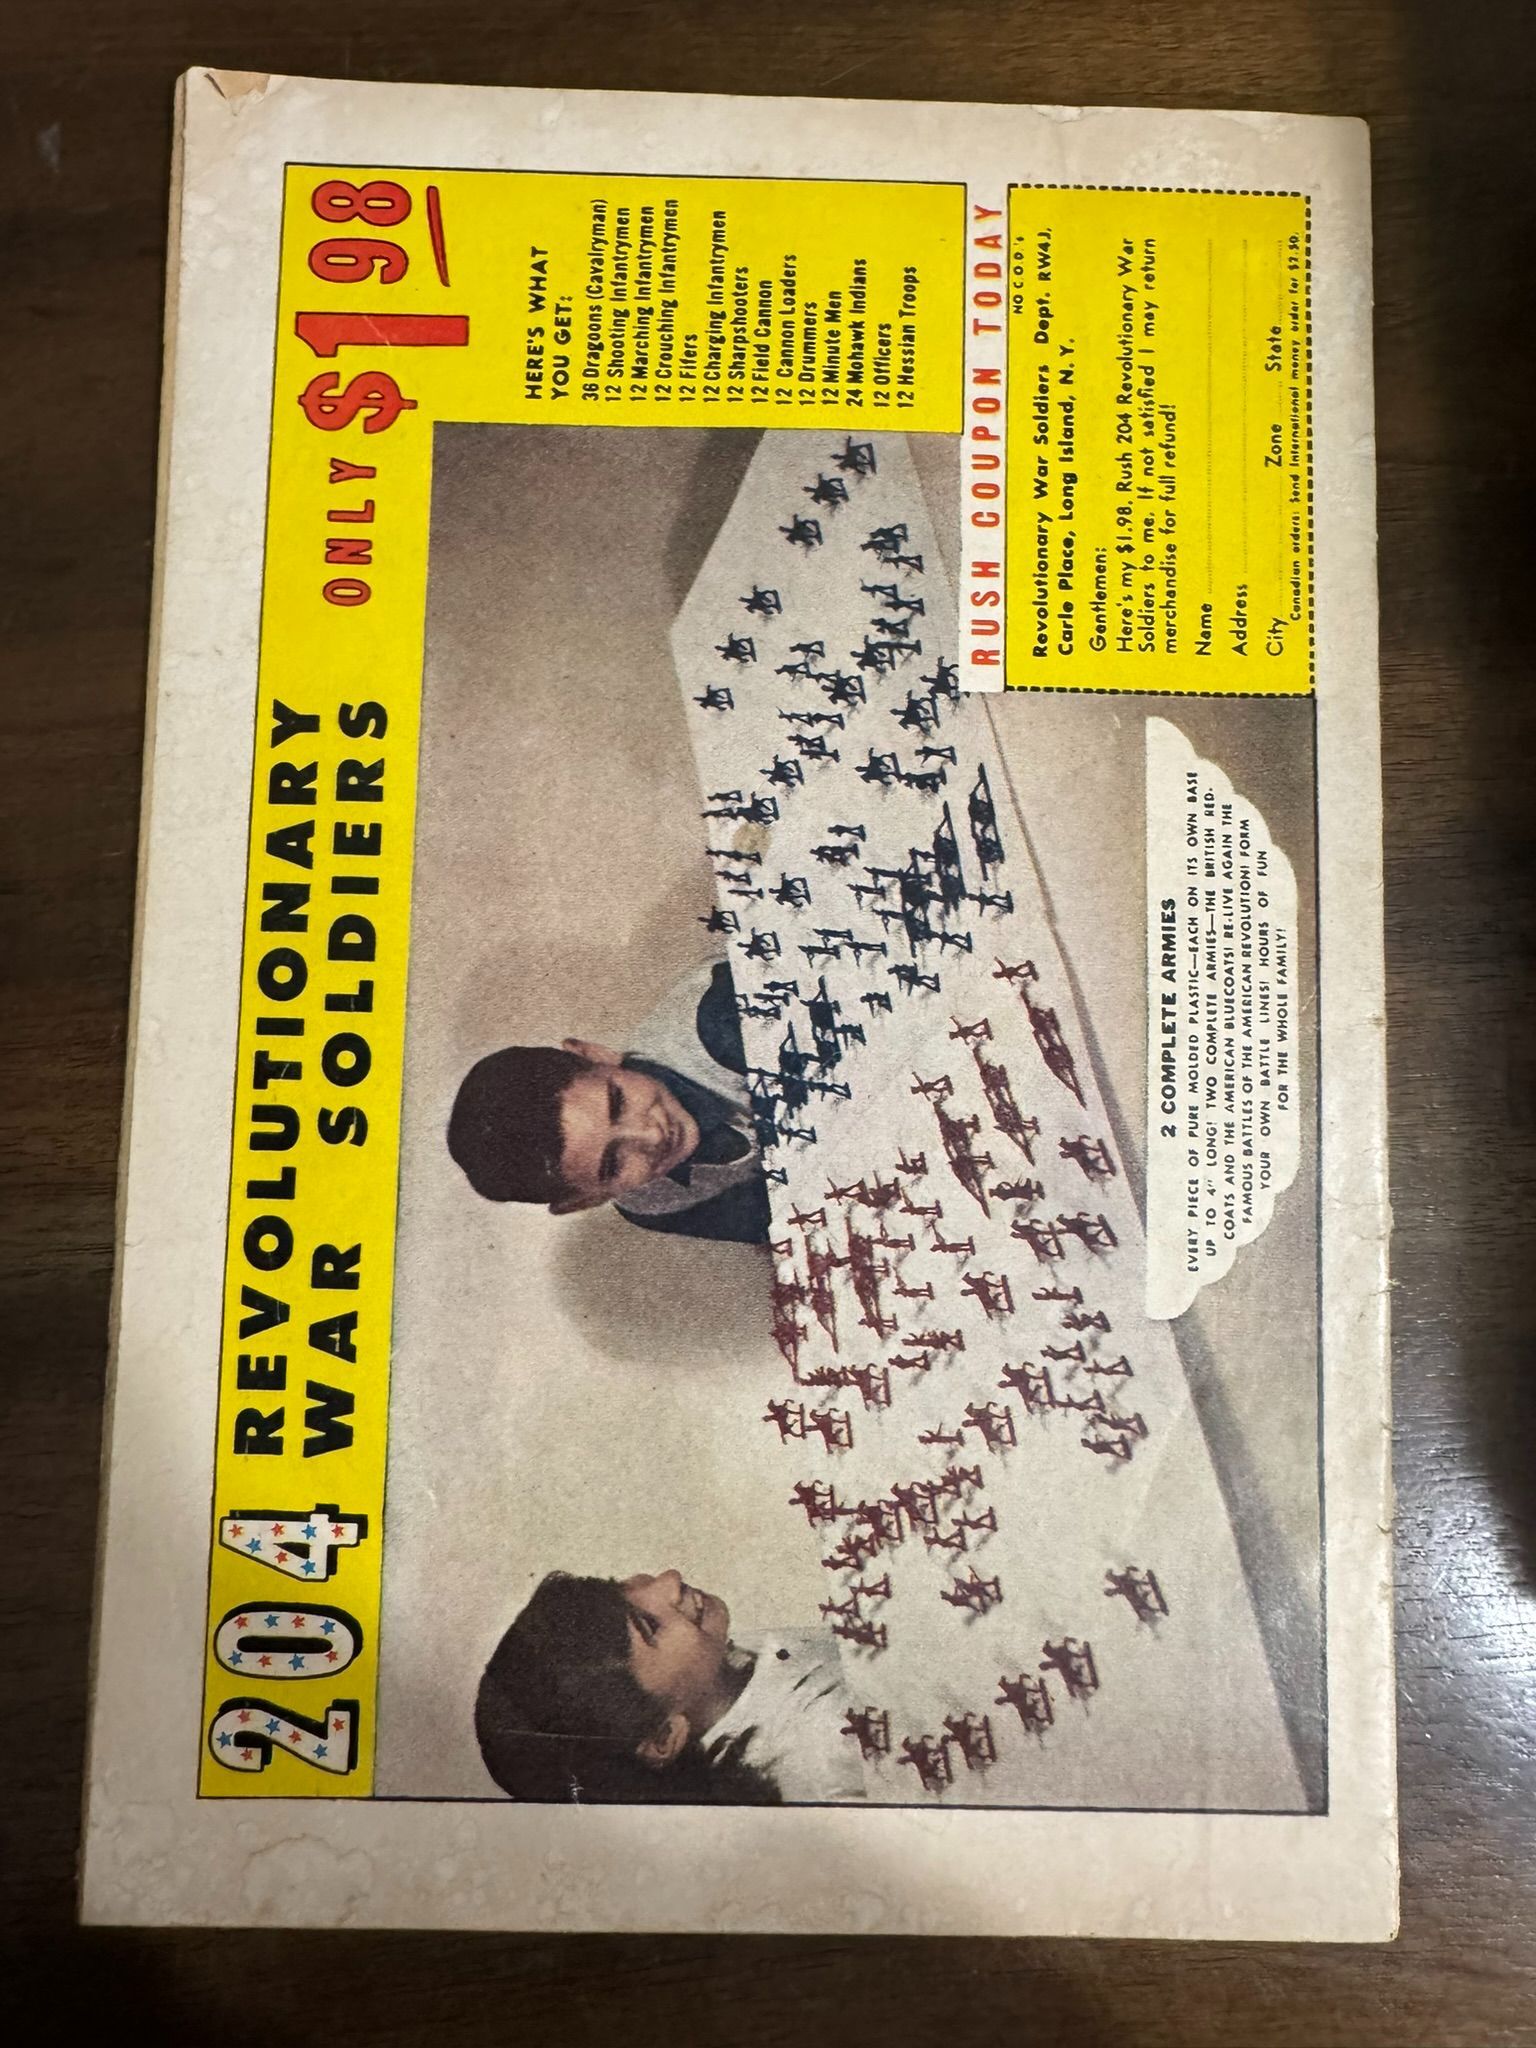 204 REVOLUTIONARY
WAR SOLDIERS ONLY $1.98
HERE'S WHAT
YOU GET:
36 Dragoons (Cavalryman)
12 Shooting Infantrymen
12 Marching Infantrymen
12 Crouching Infantrymen
12 Fifers
12 Charging Infantrymen
12 Sharpshooters
12 Field Cannon
12 Cannon Loaders
12 Drummers
12 Minute Men
24 Mohawk Indians
12 Officers
12 Hessian Troops
RUSH COUPON TODAY
NO C.O.D.'s
Revolutionary War Soldiers Dept. RW4J,
Carle Place, Long Island, N.Y.
Gentlemen:
Here's my $1.98. Rush 204 Revolutionary War
Soldiers to me. If not satisfied I may return
merchandise for full refund!
Name
Address
City Zone State
Canadian orders: Send International money order for $2.50.
2 COMPLETE ARMIES
EVERY PIECE OF PURE MOLDED PLASTIC—EACH ON ITS OWN BASE
UP TO 4" LONG! TWO COMPLETE ARMIES—THE BRITISH RED-
COATS AND THE AMERICAN BLUECOATS! RE-LIVE AGAIN THE
FAMOUS BATTLES OF THE AMERICAN REVOLUTION! FORM
YOUR OWN BATTLE LINES! HOURS OF FUN
FOR THE WHOLE FAMILY!